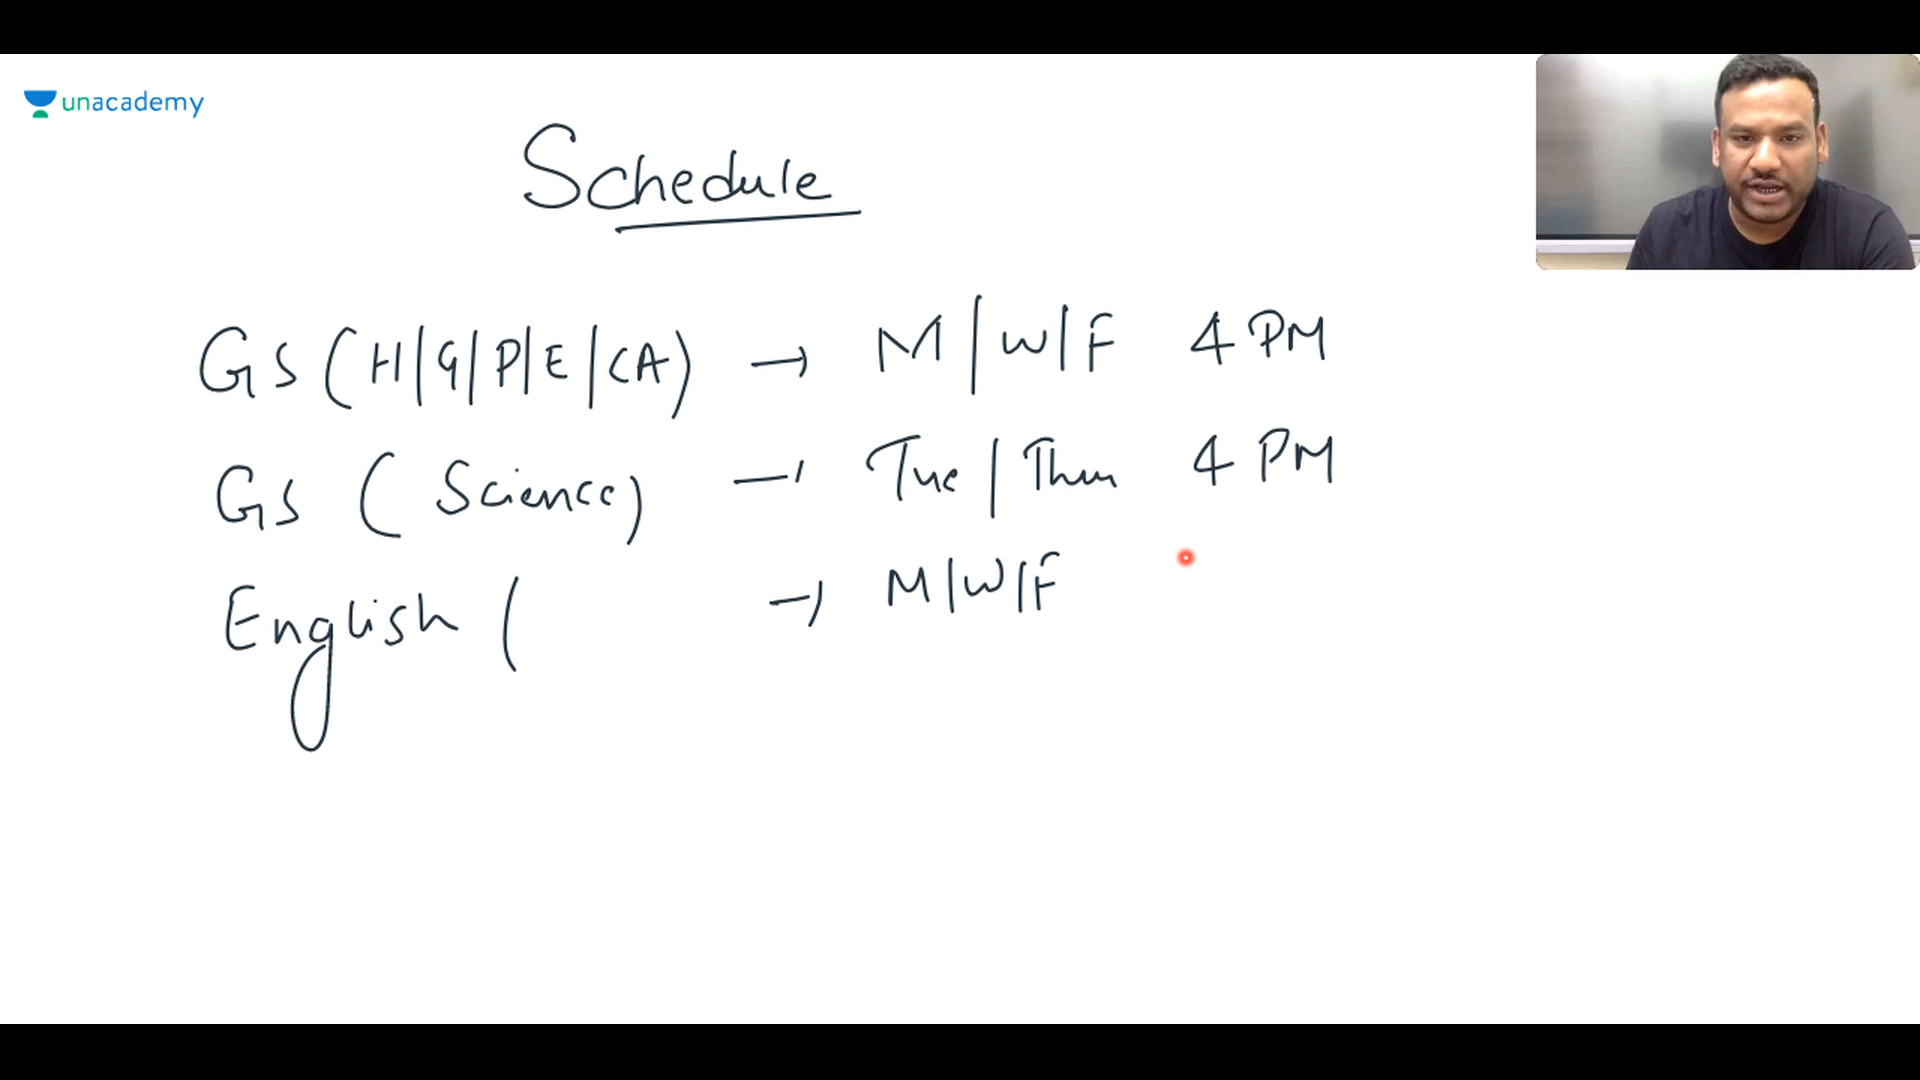 unacademy
Schedule
GS (H|G|P|E|CA) → M|W|F 4 PM
GS (Science) → Tue|Thu 4 PM
English ( → M|W|F